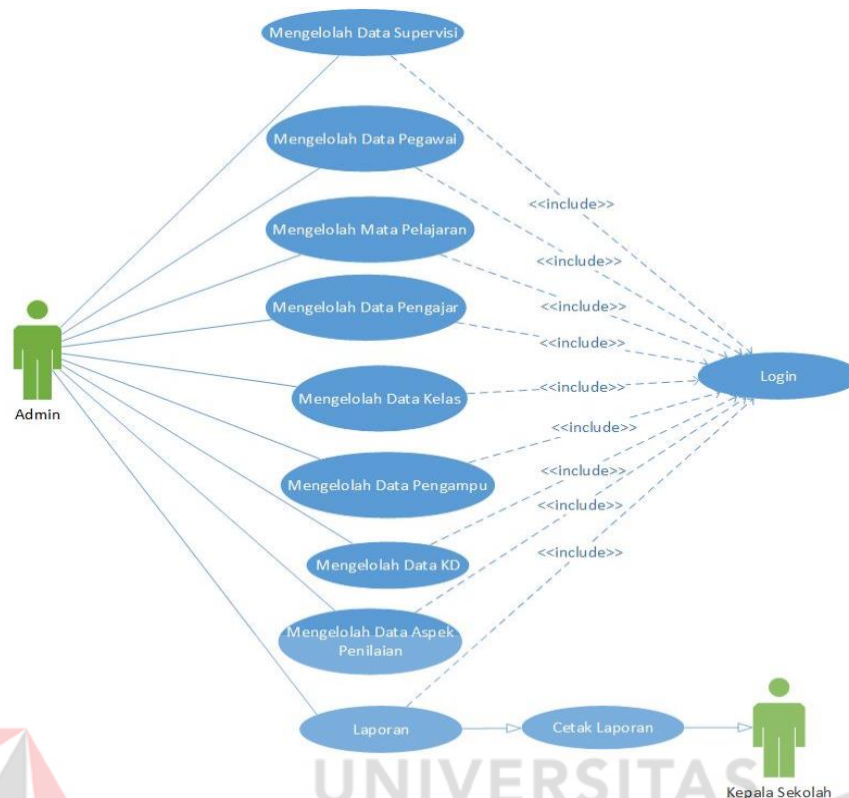 Mengelolah Data Supervisi
Mengelolah Data Pegawai
<<include>>
Mengelolah Mata Pelajaran
<<include>>
Mengelolah Data Pengajar
<<include>>
<<include>>
Admin
Login
Mengelolah Data Kelas
<<include>>
<<include>>
Mengelolah Data Pengampu
<<include>>
<<include>>
Mengelolah Data KD
<<include>>
Mengelolah Data Aspek
Penilaian
Laporan
Cetak Laporan
UNIVERSITAS
Kepala Sekolah